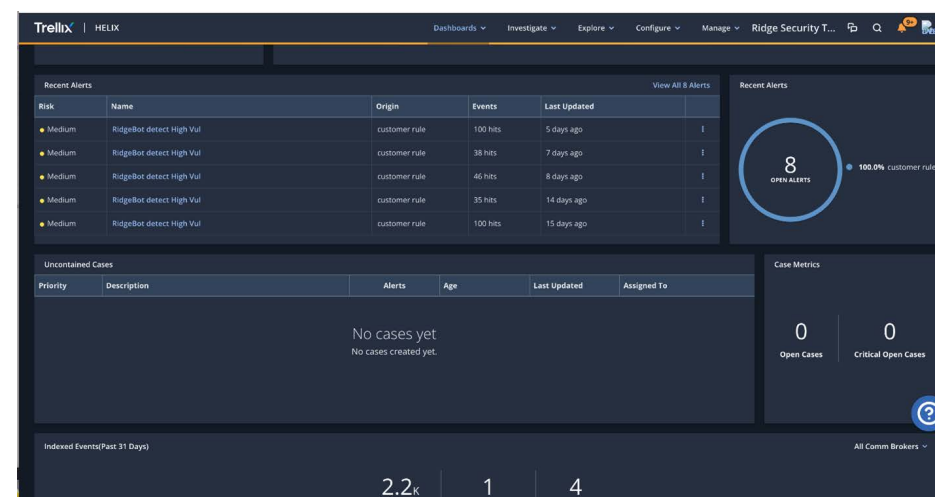 Trellix | HELIX Dashboards Investigate Explore Configure Manage Ridge Security T... 9+
Recent Alerts View All 8 Alerts
Risk Name Origin Events Last Updated
Medium RidgeBot detect High Vul customer rule 100 hits 5 days ago
Medium RidgeBot detect High Vul customer rule 38 hits 7 days ago
Medium RidgeBot detect High Vul customer rule 46 hits 8 days ago
Medium RidgeBot detect High Vul customer rule 35 hits 14 days ago
Medium RidgeBot detect High Vul customer rule 100 hits 15 days ago
Recent Alerts
8
OPEN ALERTS
100.0% customer rule
Uncontained Cases
Priority Description Alerts Age Last Updated Assigned To
No cases yet
No cases created yet.
Case Metrics
0 0
Open Cases Critical Open Cases
?
Indexed Events(Past 31 Days) All Comm Brokers
2.2K 1 4